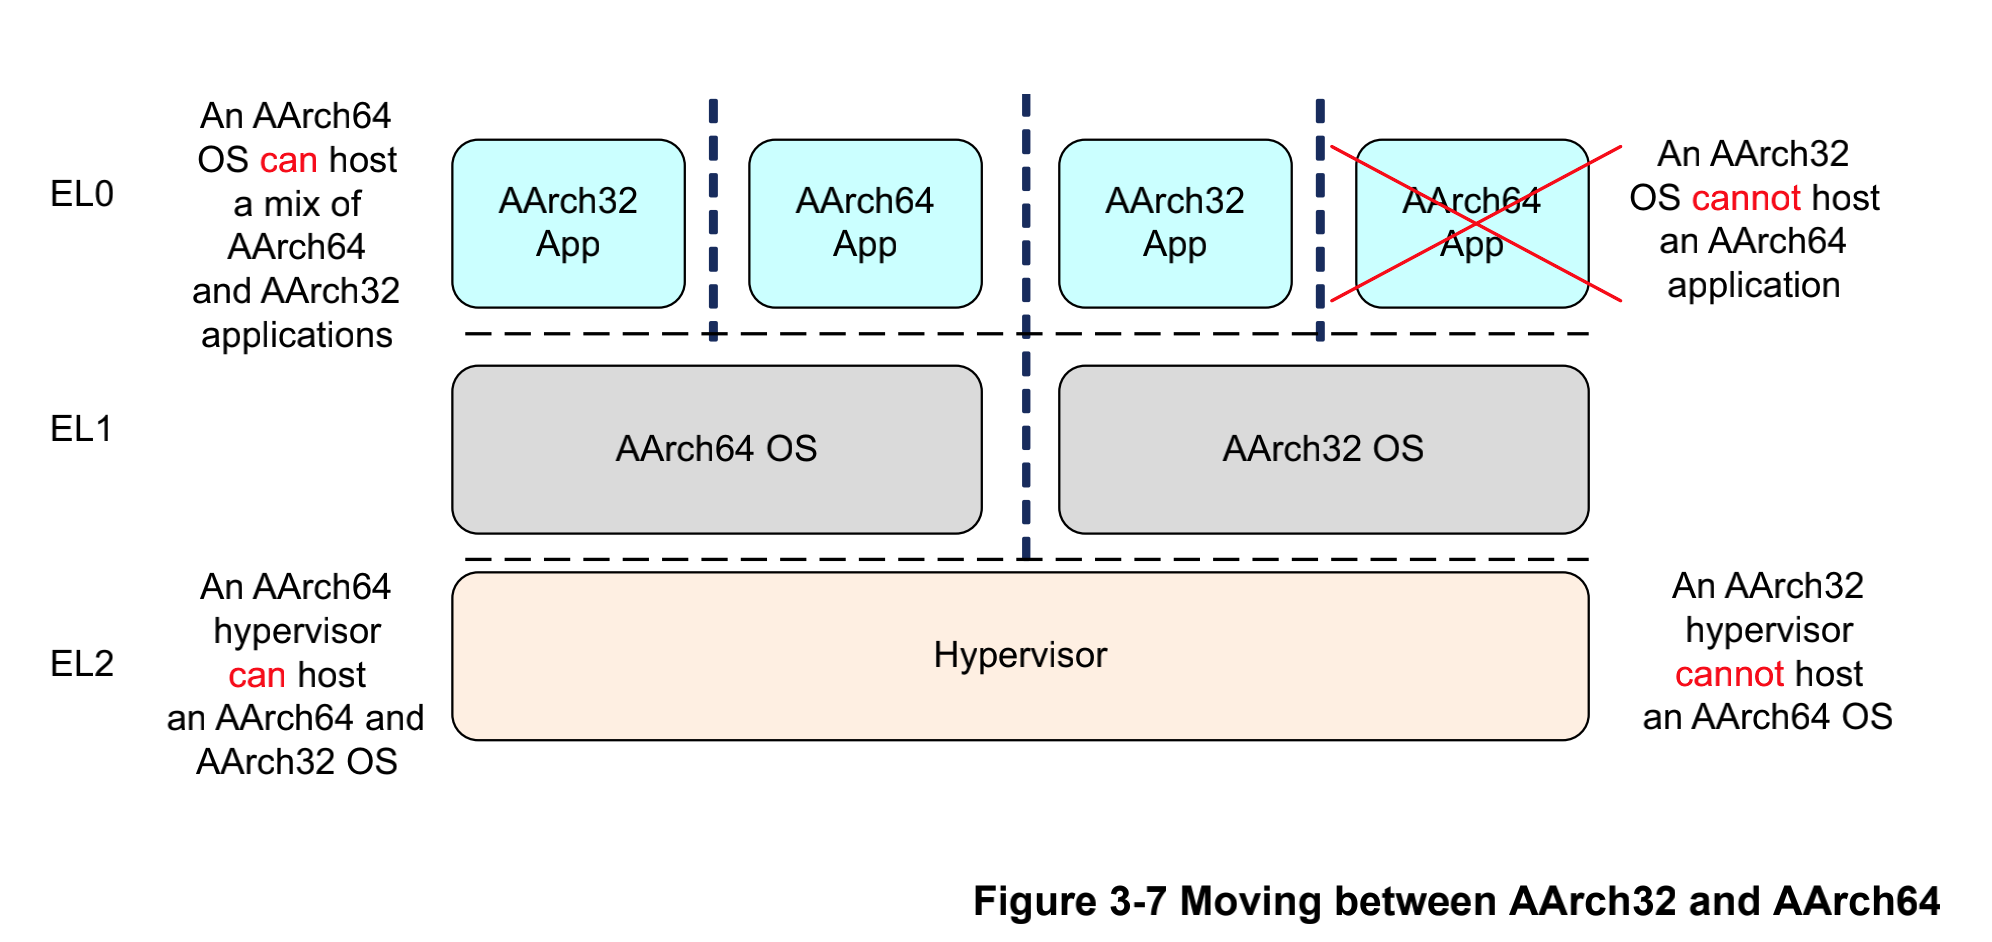 An AArch64
OS can host
a mix of
AArch64
and AArch32
applications
EL0
AArch32
App
AArch64
App
AArch32
App
AArch64
App
An AArch32
OS cannot host
an AArch64
application
EL1
AArch64 OS
AArch32 OS
An AArch64
hypervisor
can host
an AArch64 and
AArch32 OS
EL2
Hypervisor
An AArch32
hypervisor
cannot host
an AArch64 OS
Figure 3-7 Moving between AArch32 and AArch64